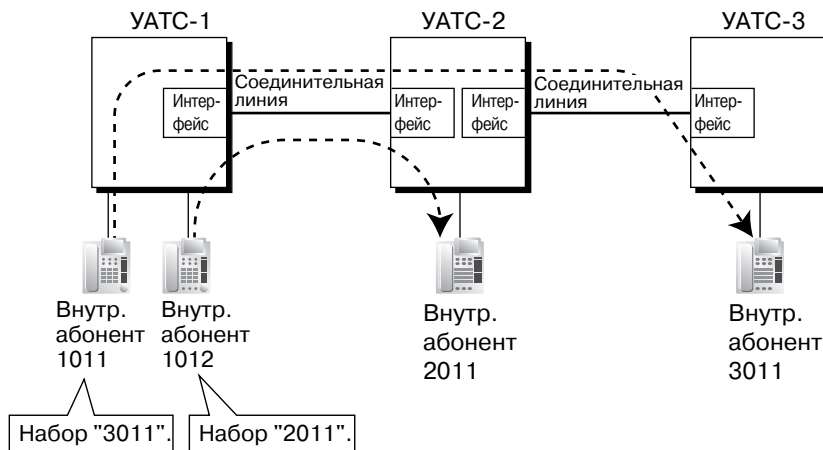 УАТС-1
УАТС-2
УАТС-3
Соединительная
линия
Соединительная
линия
Интер-
фейс
Интер-
фейс
Интер-
фейс
Интер-
фейс
Внутр.
абонент
1011
Внутр.
абонент
1012
Внутр.
абонент
2011
Внутр.
абонент
3011
Набор "3011".
Набор "2011".